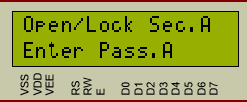 Open/Lock Sec.A
Enter Pass.A
VSS VDD VEE RS RW E D0 D1 D2 D3 D4 D5 D6 D7